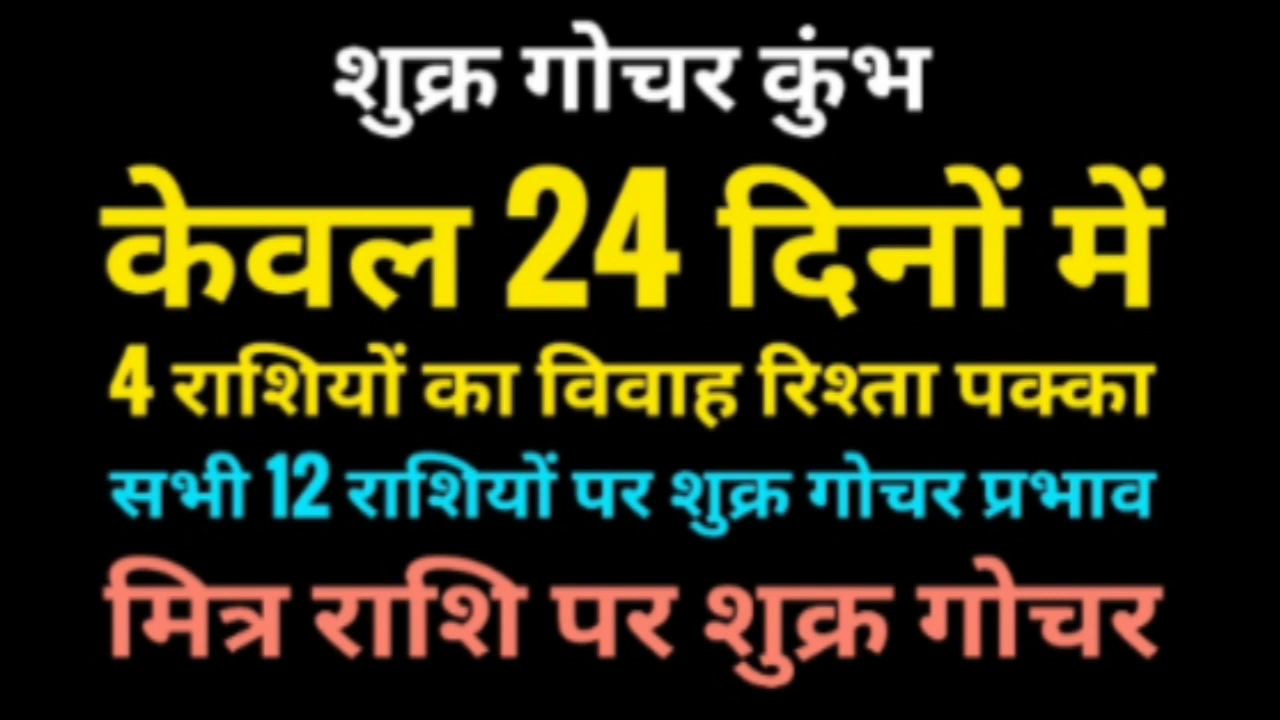 शुक्र गोचर कुंभ
केवल 24 दिनों में
4 राशियों का विवाह रिश्ता पक्का
सभी 12 राशियों पर शुक्र गोचर प्रभाव
मित्र राशि पर शुक्र गोचर